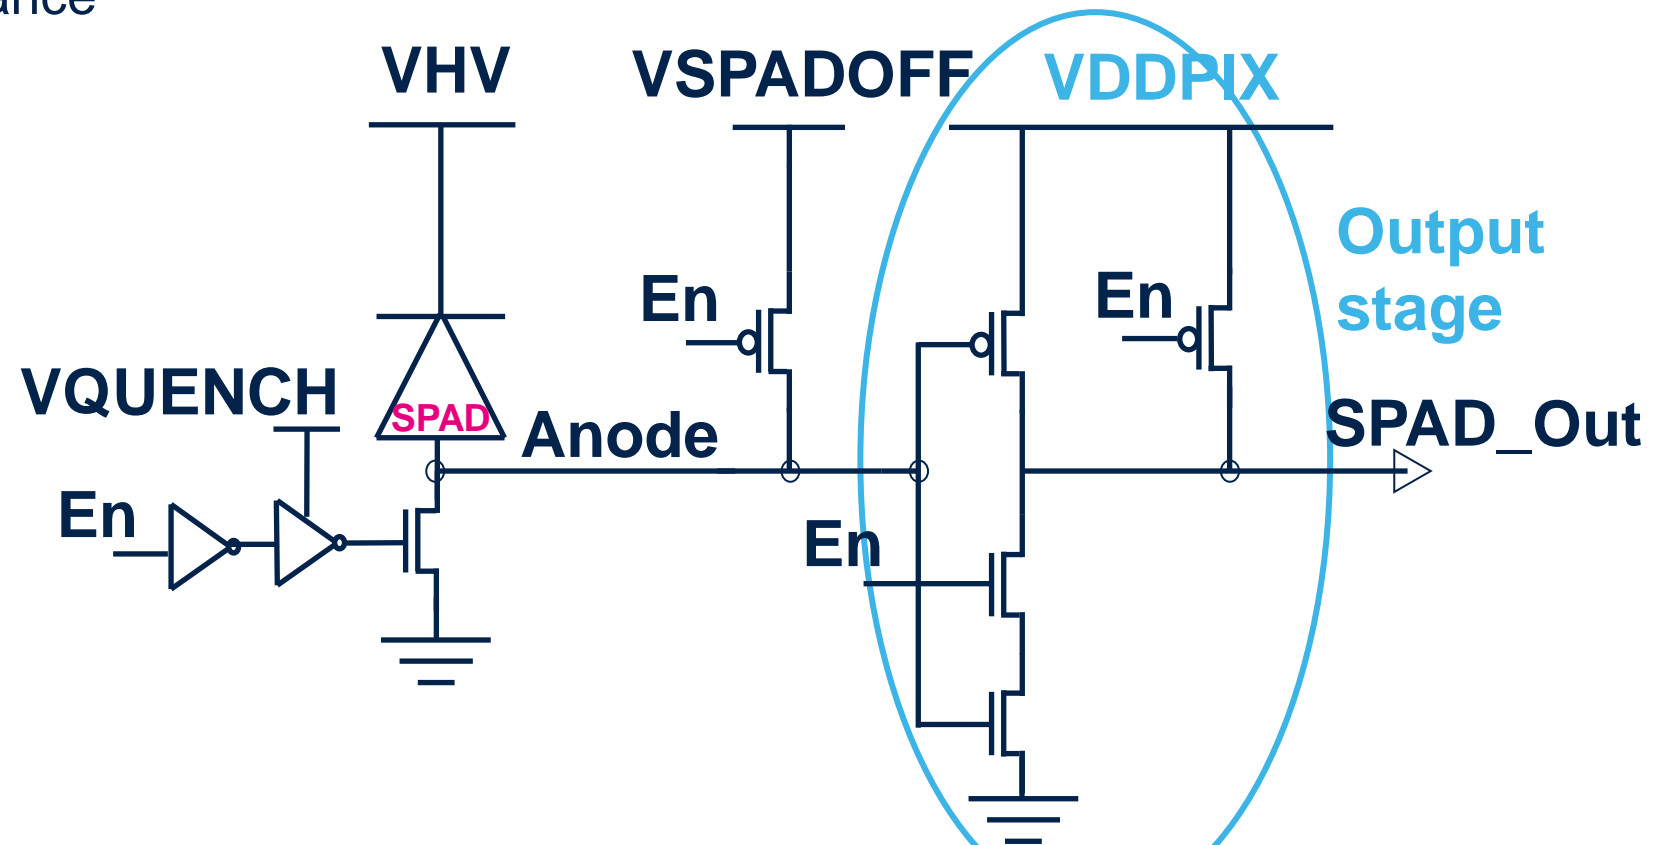 VHV
VSPADOFF
VDDPIX
Output
stage
En
En
VQUENCH
SPAD
Anode
SPAD_Out
En
En